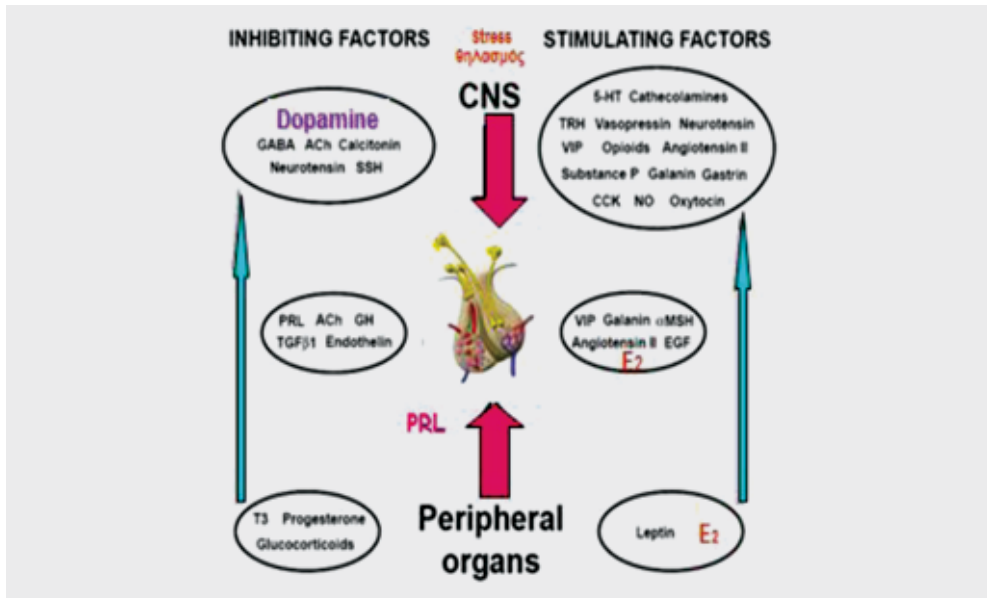 INHIBITING FACTORS
Stress
θηλασμός
STIMULATING FACTORS
CNS
Dopamine
GABA ACh Calcitonin
Neurotensin SSH
5-HT Cathecolamines
TRH Vasopressin Neurotensin
VIP Opioids Angiotensin II
Substance P Galanin Gastrin
CCK NO Oxytocin
PRL ACh GH
TGFβ1 Endothelin
VIP Galanin αMSH
Angiotensin II EGF
E2
PRL
T3 Progesterone
Glucocorticoids
Peripheral
organs
Leptin E2